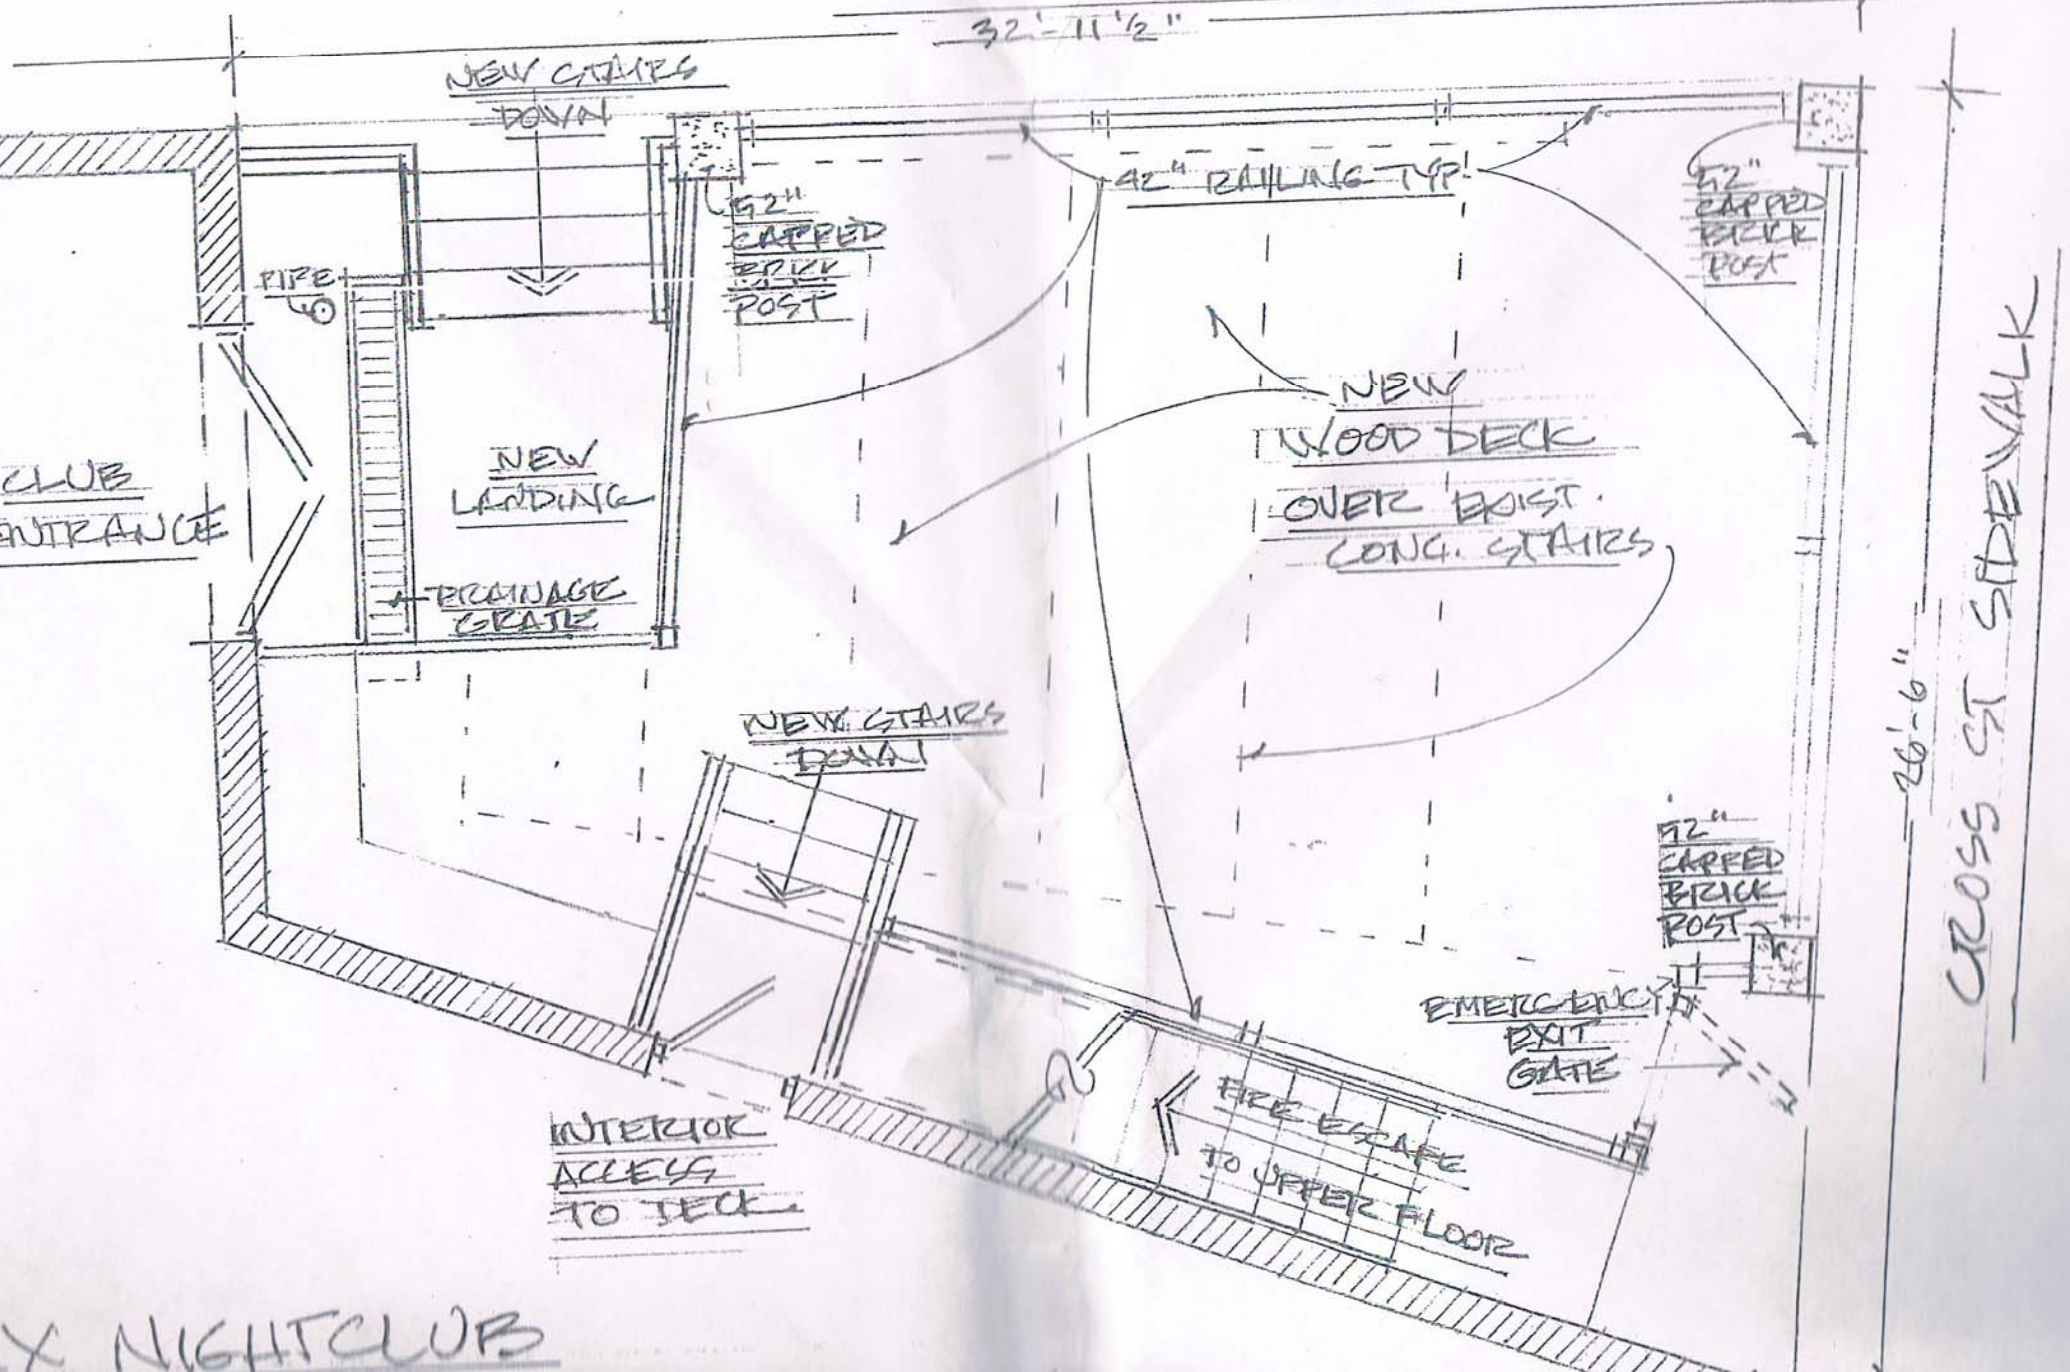 32'-11 1/2"
NEW STAIRS
DOWN
42" RAILING TYP.
52"
CAPPED
BRICK
POST
52"
CAPPED
BRICK
POST
PIPE
NEW
WOOD DECK
OVER EXIST.
CONC. STAIRS
CLUB
ENTRANCE
NEW
LANDING
DRAINAGE
GRATE
26'-6"
CROSS ST SIDEWALK
NEW STAIRS
DOWN
52"
CAPPED
BRICK
POST
EMERGENCY
EXIT
GATE
INTERIOR
ACCESS
TO DECK
FIRE ESCAPE
TO UPPER FLOOR
X NIGHTCLUB